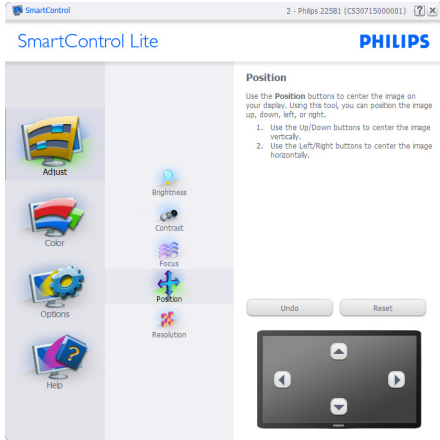 SmartControl
2 - Philips 225B1 (C530715000001)
SmartControl Lite
PHILIPS
Adjust
Color
Options
Help
Brightness
Contrast
Focus
Position
Resolution
Position
Use the Position buttons to center the image on
your display. Using this tool, you can position the image
up, down, left, or right.
1. Use the Up/Down buttons to center the image
vertically.
2. Use the Left/Right buttons to center the image
horizontally.
Undo
Reset
PHILIPS